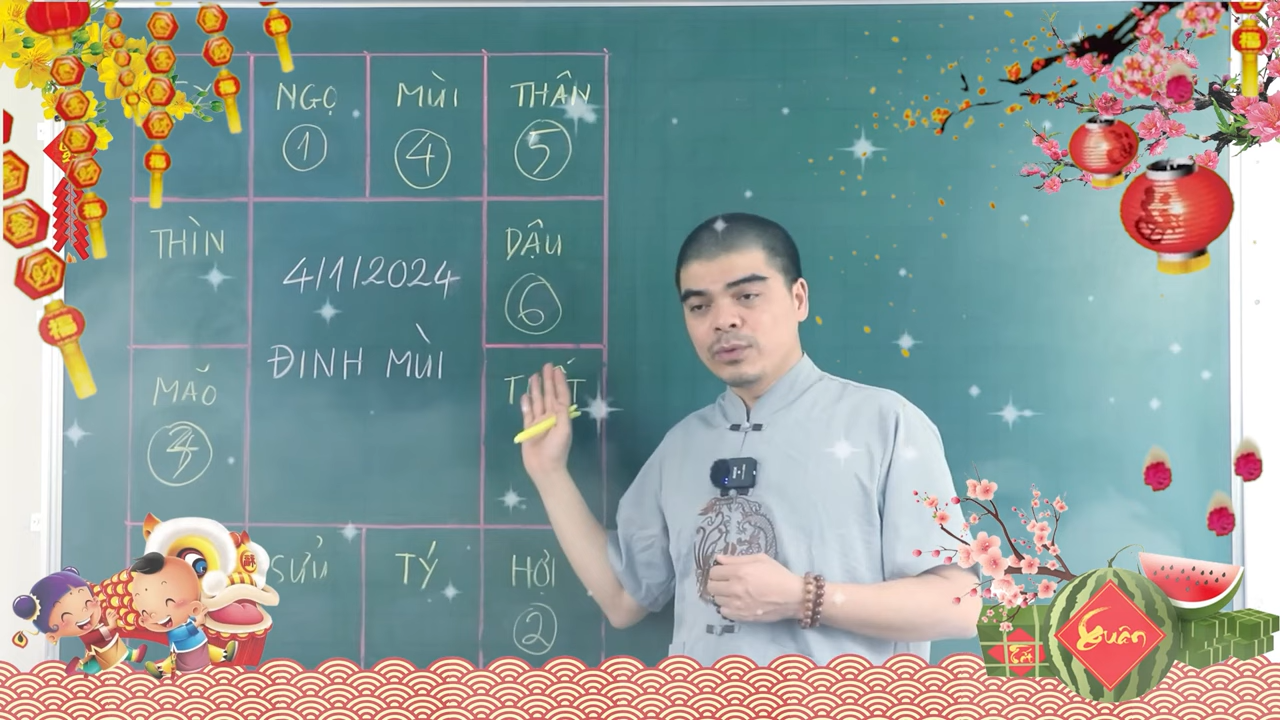 NGỌ
①
MÙI
④
THÂN
⑤
THÌN
4/1/2024
DẬU
⑥
ĐINH MÙI
MÃO
SỬU
TÝ
HỢI
②
Xuân
Tết